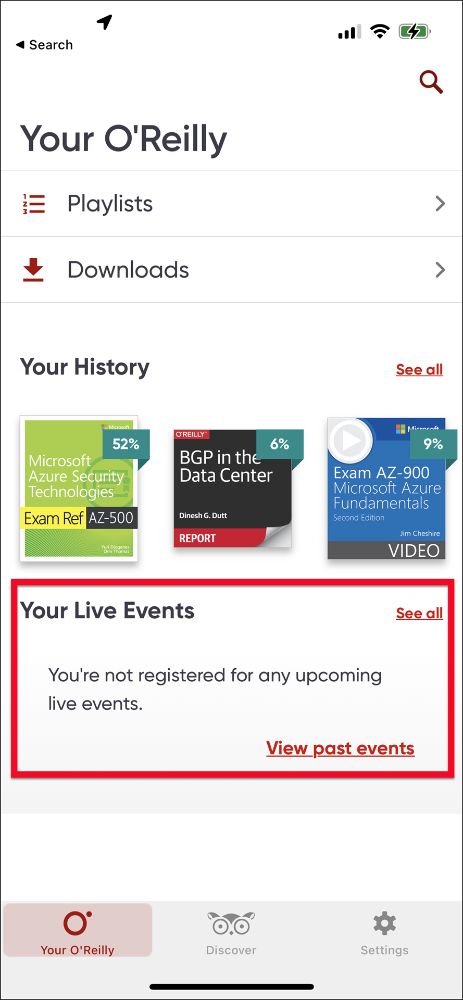 Search
Your O'Reilly
1
2
3
Playlists
Downloads
Your History
See all
Microsoft
52%
Microsoft
Azure Security
Technologies
Exam Ref AZ-500
Yuri Diogenes
Orin Thomas
O'REILLY®
6%
BGP in the
Data Center
Dinesh G. Dutt
REPORT
Microsoft
9%
Exam AZ-900
Microsoft Azure
Fundamentals
Second Edition
Jim Cheshire
VIDEO
Your Live Events
See all
You're not registered for any upcoming
live events.
View past events
Your O'Reilly
Discover
Settings